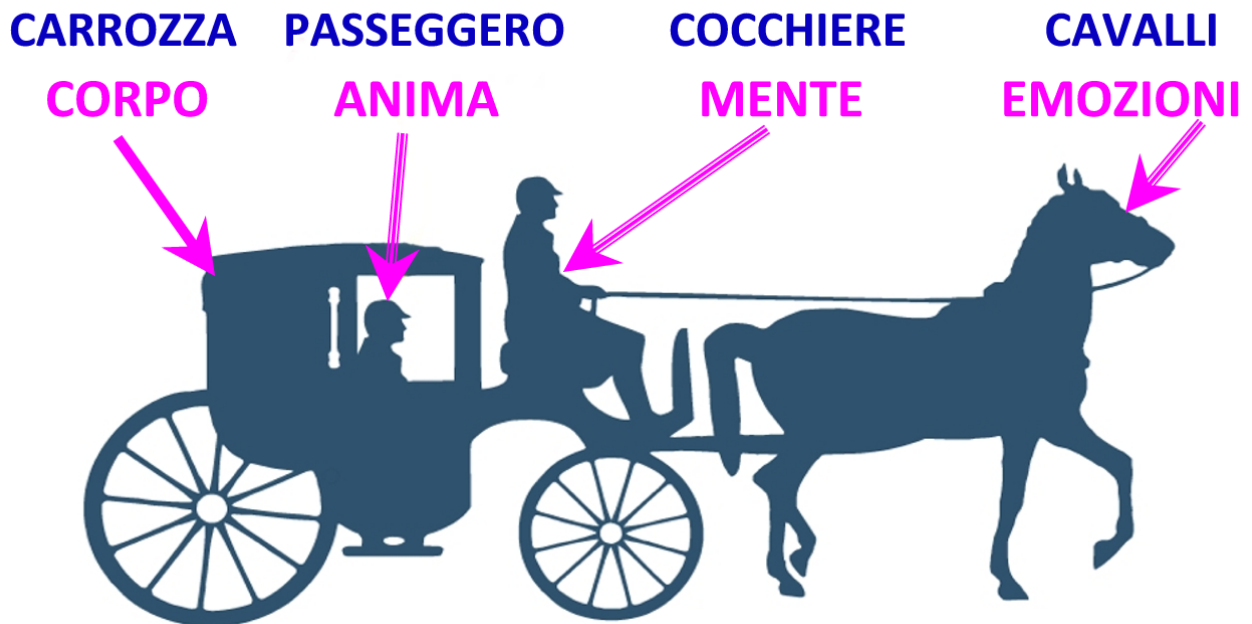 CARROZZA PASSEGGERO COCCHIERE CAVALLI
CORPO ANIMA MENTE EMOZIONI